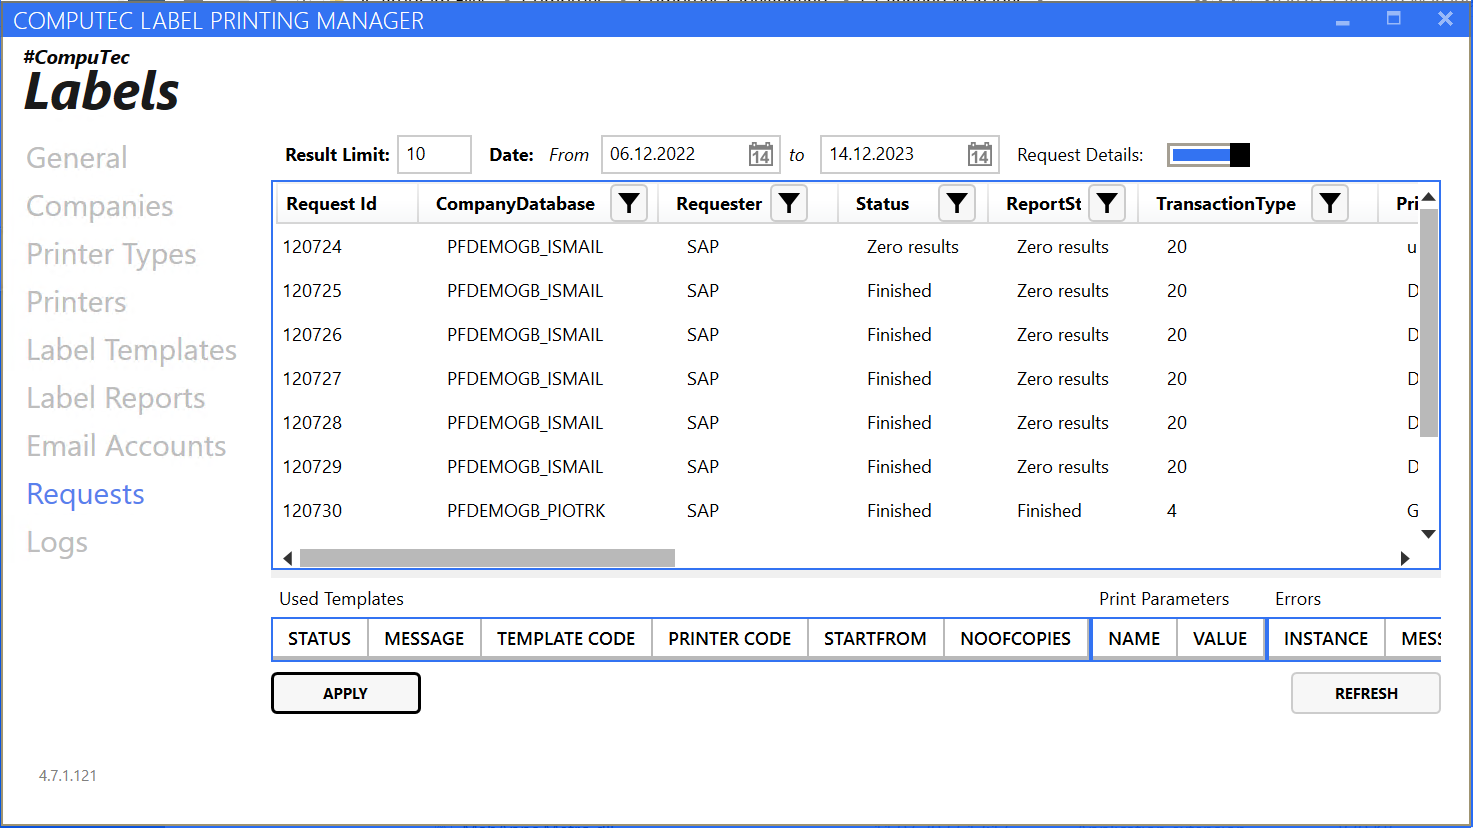 COMPUTEC LABEL PRINTING MANAGER
#CompuTec
Labels
General
Companies
Printer Types
Printers
Label Templates
Label Reports
Email Accounts
Requests
Logs
4.7.1.121
Result Limit: 10 Date: From 06.12.2022 14 to 14.12.2023 14 Request Details:
Request Id CompanyDatabase Requester Status ReportSt TransactionType Pri
120724 PFDEMOGB_ISMAIL SAP Zero results Zero results 20 u
120725 PFDEMOGB_ISMAIL SAP Finished Zero results 20 D
120726 PFDEMOGB_ISMAIL SAP Finished Zero results 20 D
120727 PFDEMOGB_ISMAIL SAP Finished Zero results 20 D
120728 PFDEMOGB_ISMAIL SAP Finished Zero results 20 D
120729 PFDEMOGB_ISMAIL SAP Finished Zero results 20 D
120730 PFDEMOGB_PIOTRK SAP Finished Finished 4 G
Used Templates Print Parameters Errors
STATUS MESSAGE TEMPLATE CODE PRINTER CODE STARTFROM NOOFCOPIES NAME VALUE INSTANCE MESS
APPLY REFRESH